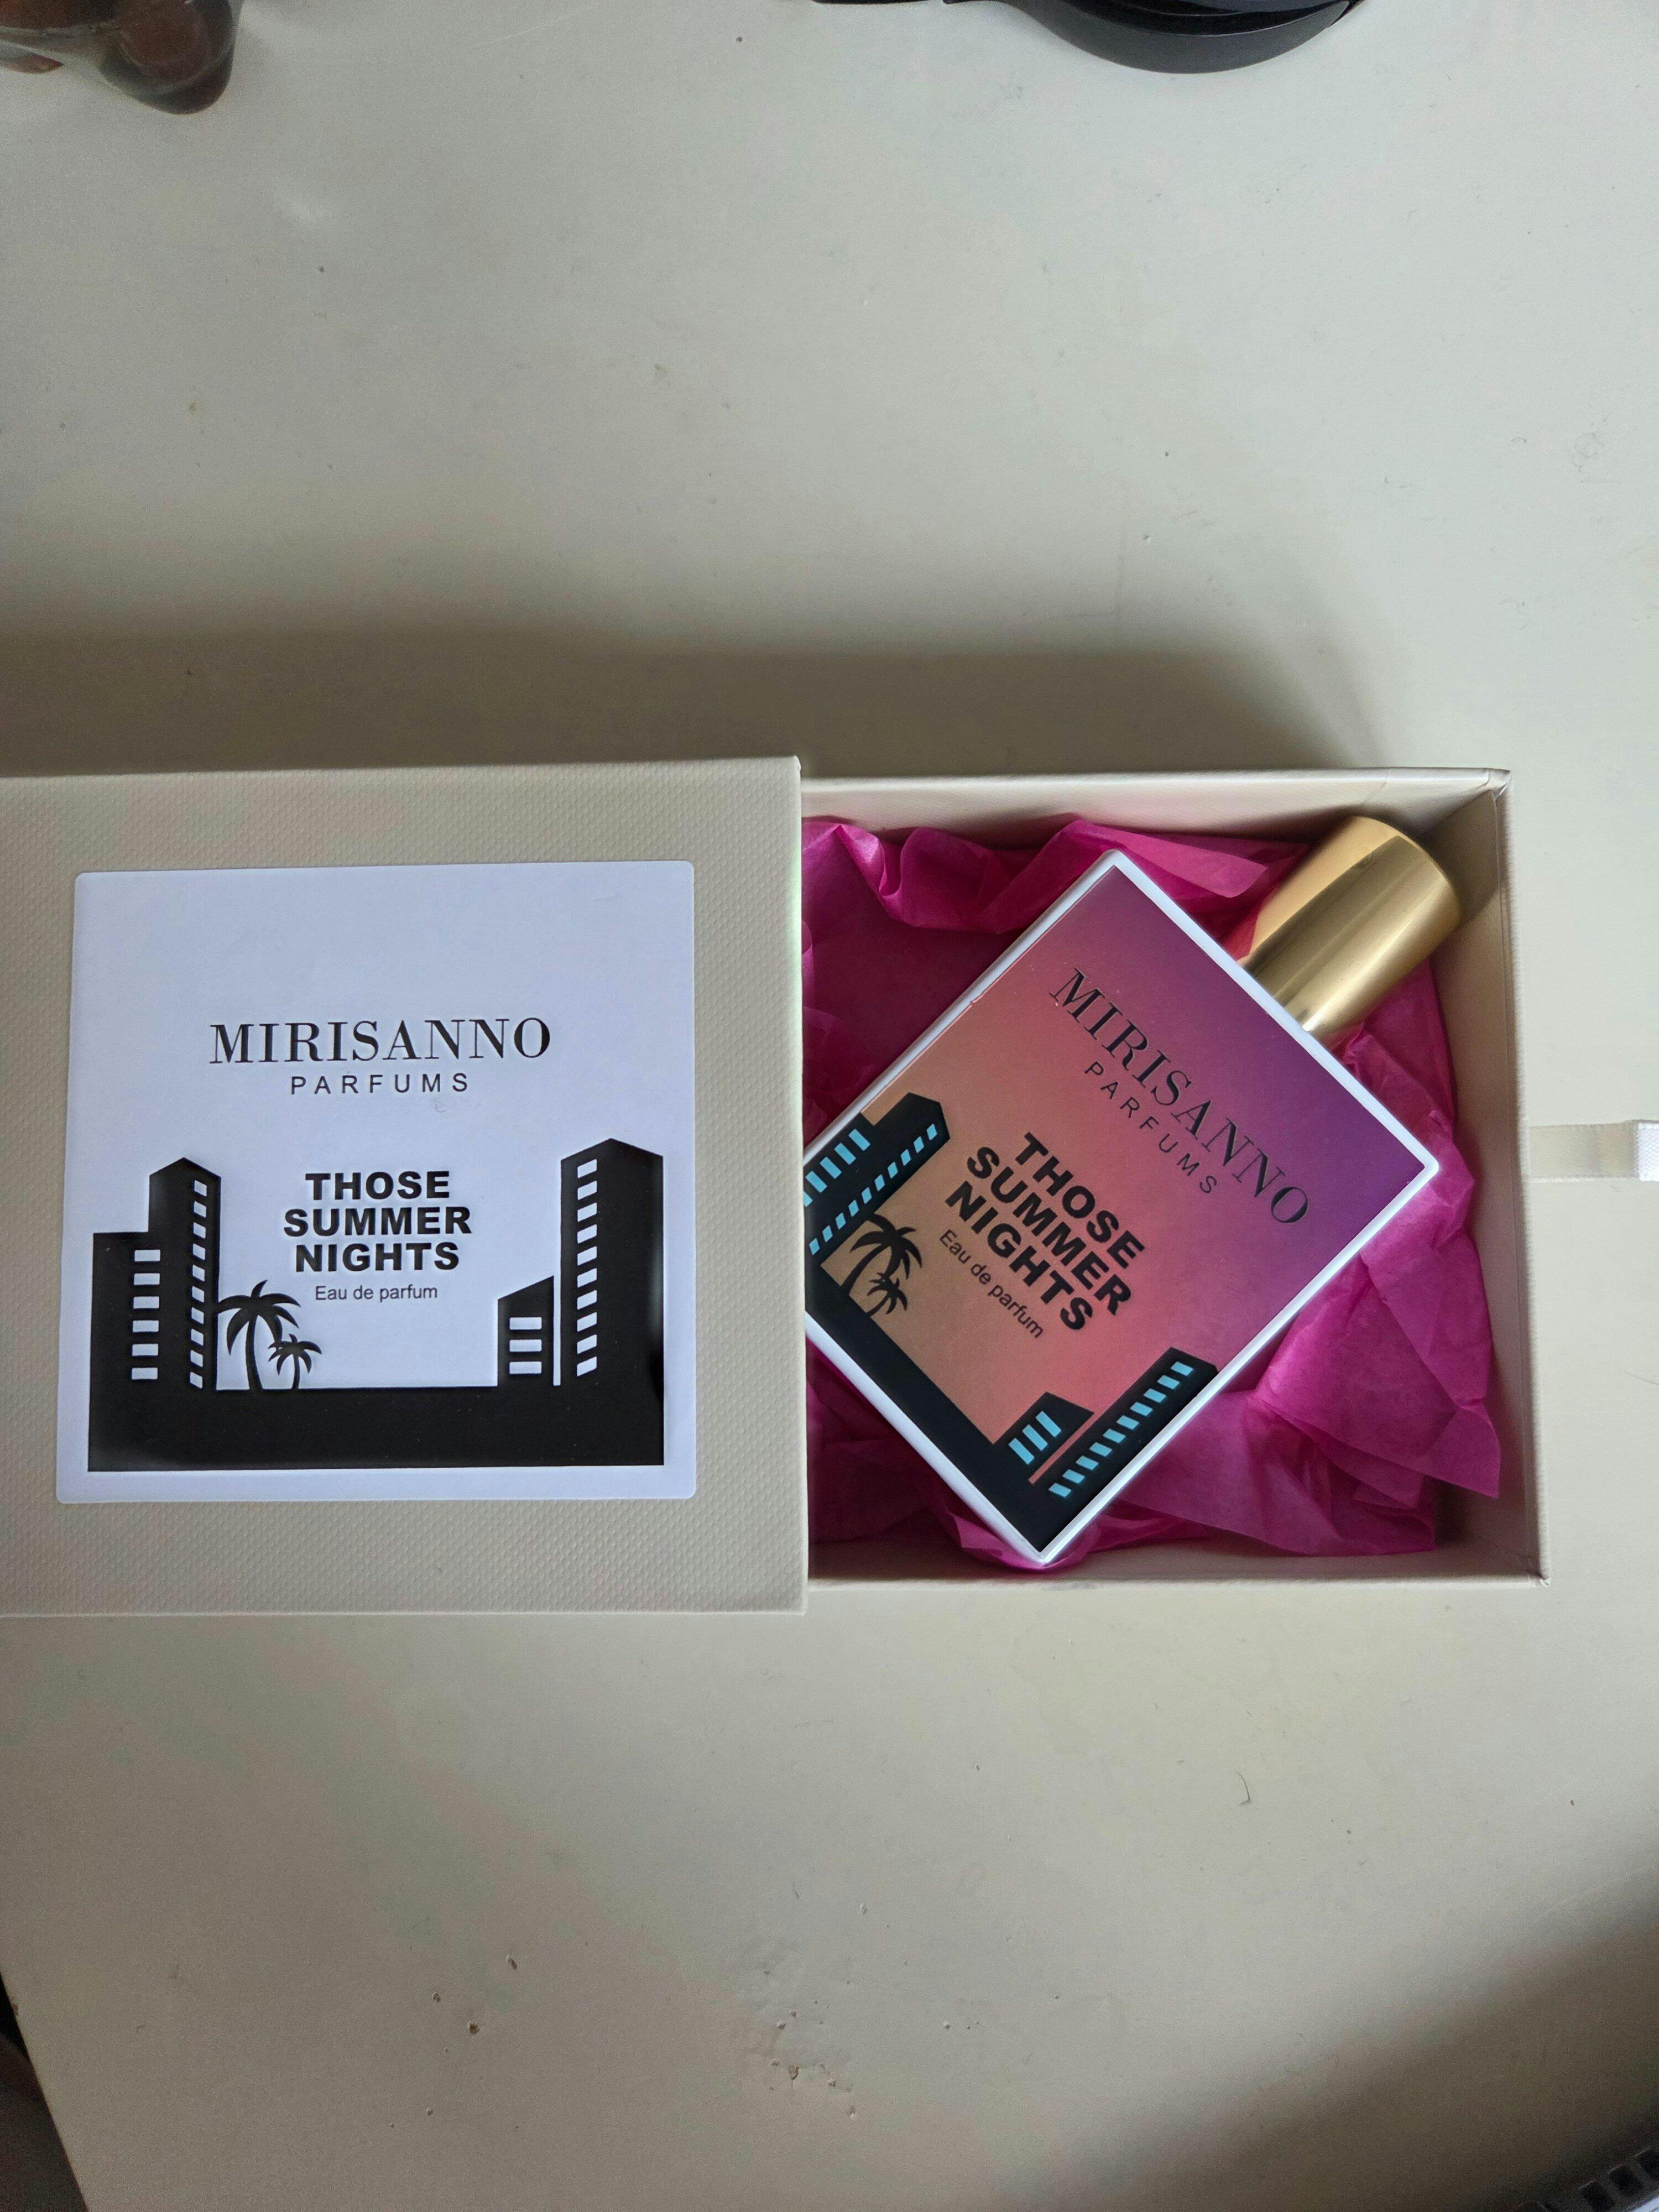 MIRISANNO
PARFUMS
THOSE
SUMMER
NIGHTS
Eau de parfum
MIRISANNO
PARFUMS
THOSE
SUMMER
NIGHTS
Eau de parfum